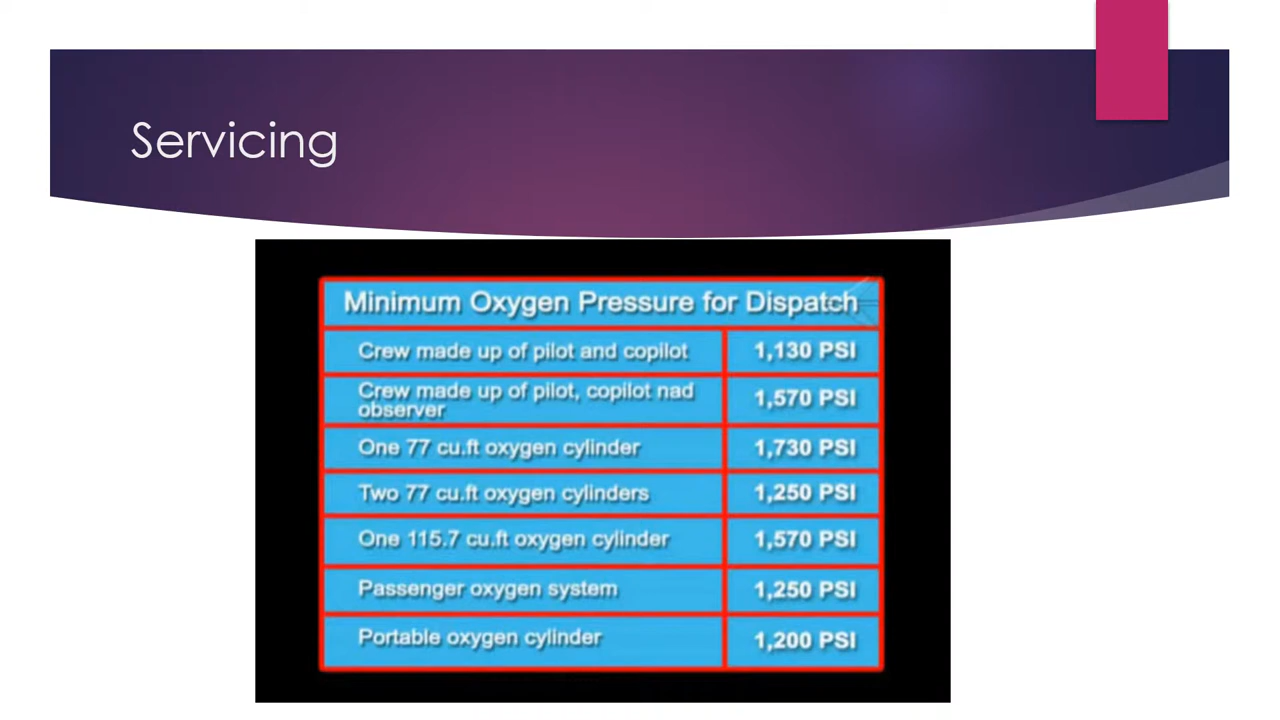 Servicing
Minimum Oxygen Pressure for Dispatch
Crew made up of pilot and copilot 1,130 PSI
Crew made up of pilot, copilot nad
observer 1,570 PSI
One 77 cu.ft oxygen cylinder 1,730 PSI
Two 77 cu.ft oxygen cylinders 1,250 PSI
One 115.7 cu.ft oxygen cylinder 1,570 PSI
Passenger oxygen system 1,250 PSI
Portable oxygen cylinder 1,200 PSI